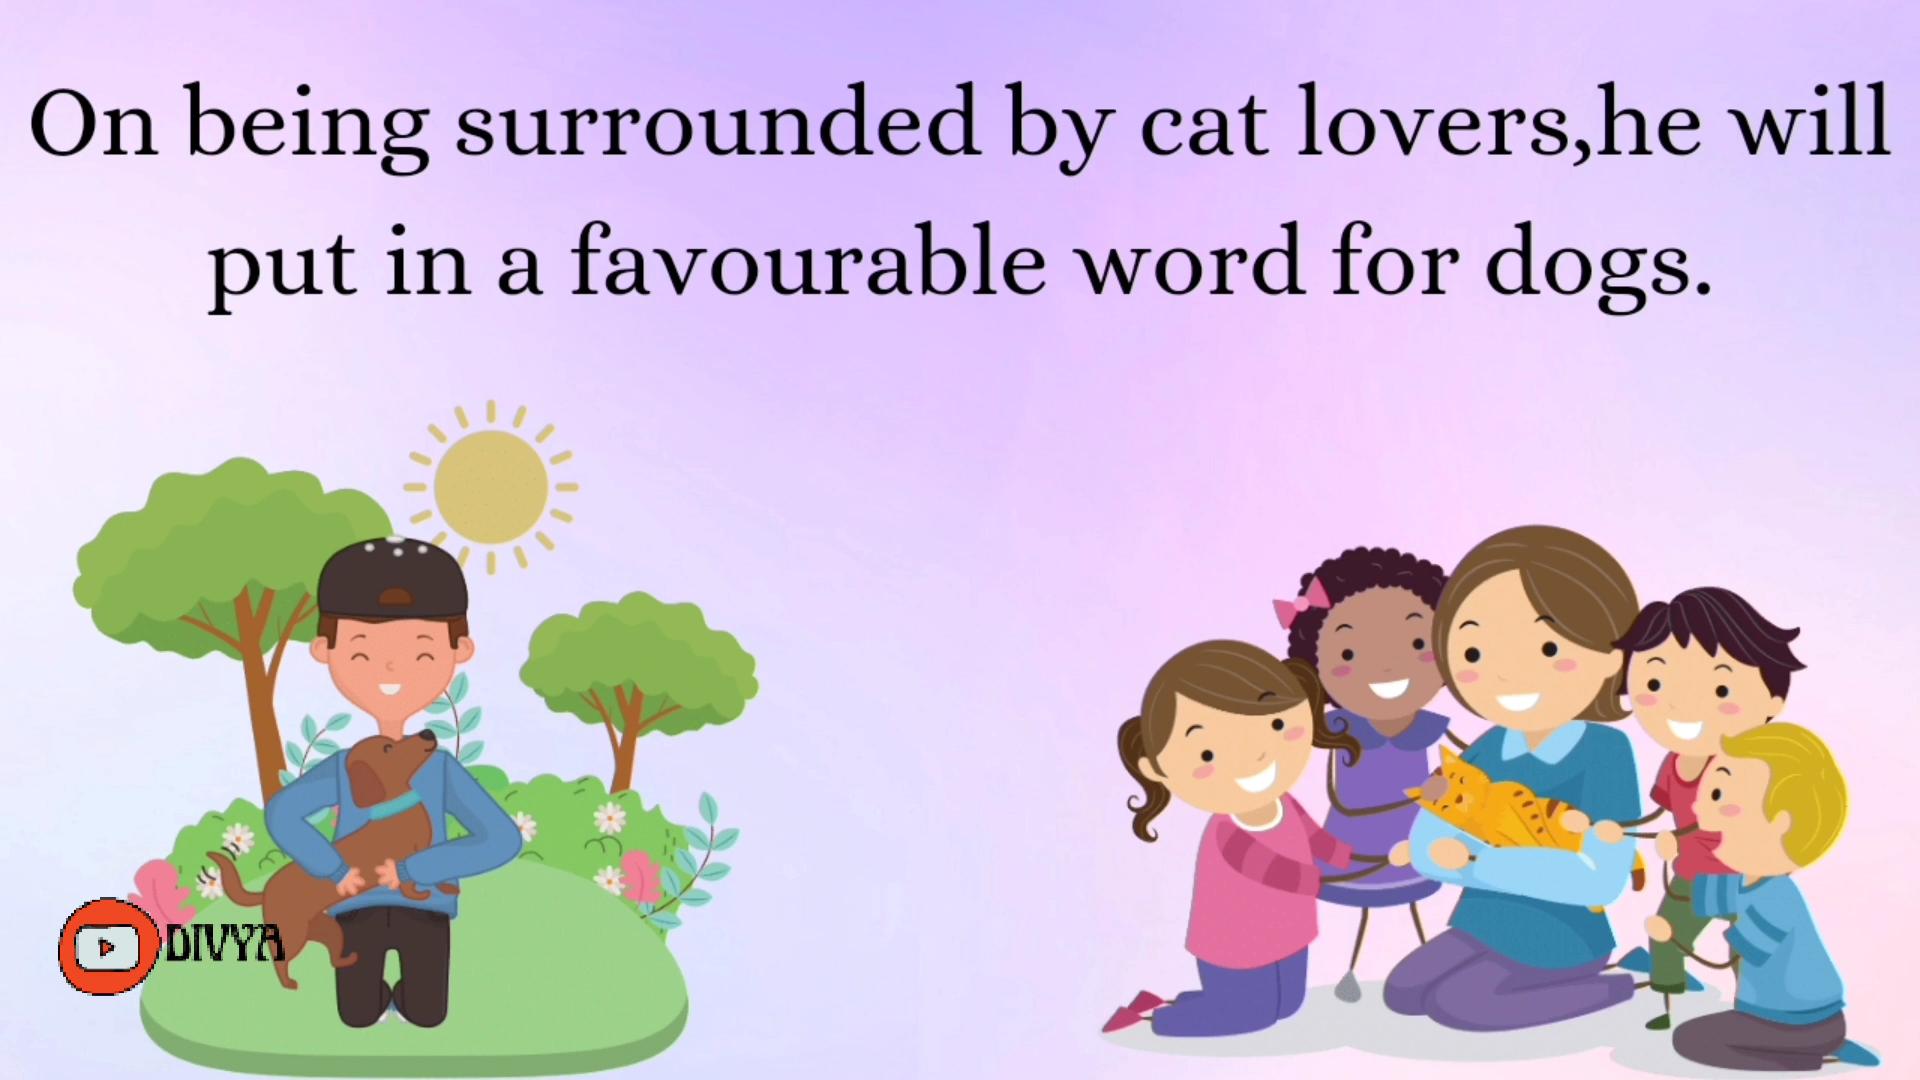 On being surrounded by cat lovers,he will
put in a favourable word for dogs.
DIVYA